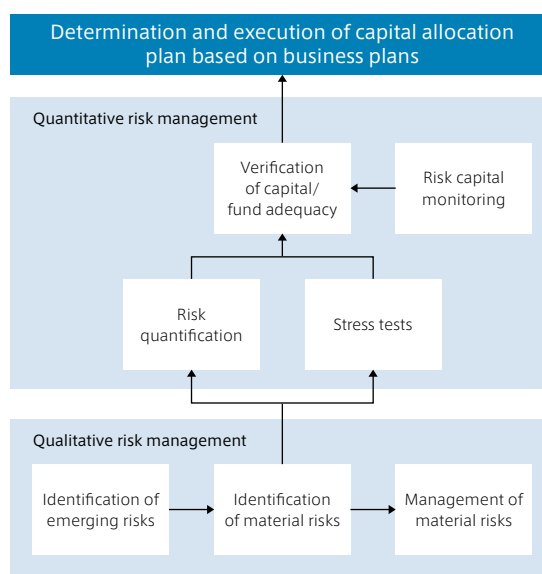 Determination and execution of capital allocation
plan based on business plans
Quantitative risk management
Verification
of capital/
fund adequacy
Risk capital
monitoring
Risk
quantification
Stress tests
Qualitative risk management
Identification of
emerging risks
Identification
of material risks
Management of
material risks